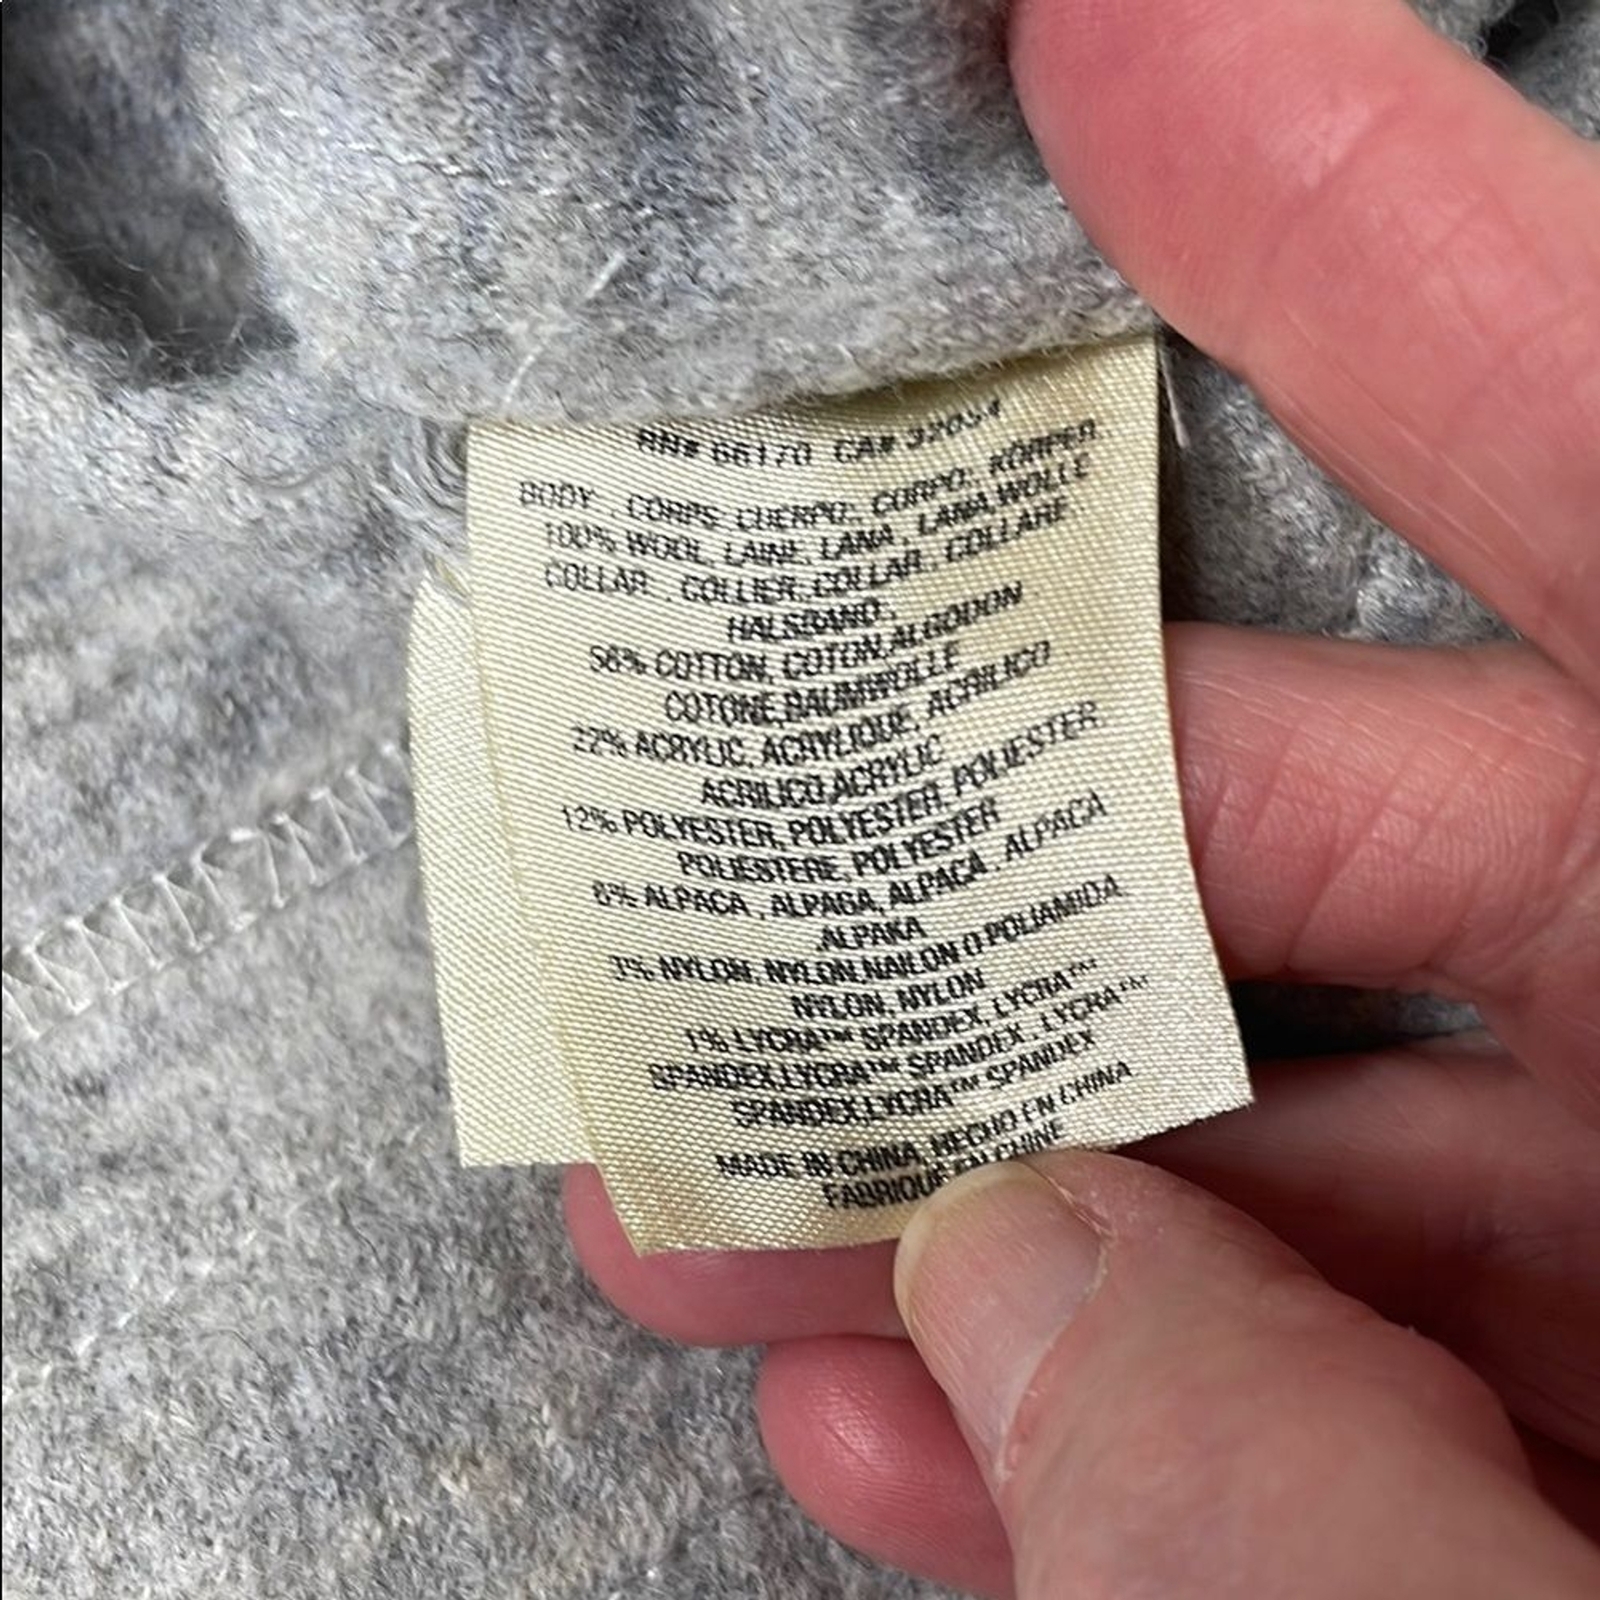 RN# 66170 CA# 32054
BODY , CORPS CUERPO:, CORPO:, KÖRPER:,
100% WOOL, LAINE, LANA , LANA,WOLLE
COLLAR , COLLIER:,COLLAR:, COLLARE
HALSBAND:,
56% COTTON, COTON,ALGODON
COTONE,BAUMWOLLE
22% ACRYLIC, ACRYLIQUE, ACRILICO
ACRILICO,ACRYLIC
12% POLYESTER, POLYESTER, POLIESTER,
POLIESTERE, POLYESTER
6% ALPACA , ALPAGA, ALPACA , ALPACA
,ALPAKA
3% NYLON, NYLON,NAILON O POLIAMIDA,
NYLON, NYLON
1% LYCRA™ SPANDEX, LYCRA™
SPANDEX,LYCRA™ SPANDEX , LYCRA™
SPANDEX,LYCRA™ SPANDEX
MADE IN CHINA, HECHO EN CHINA,
FABRIQUE EN CHINE